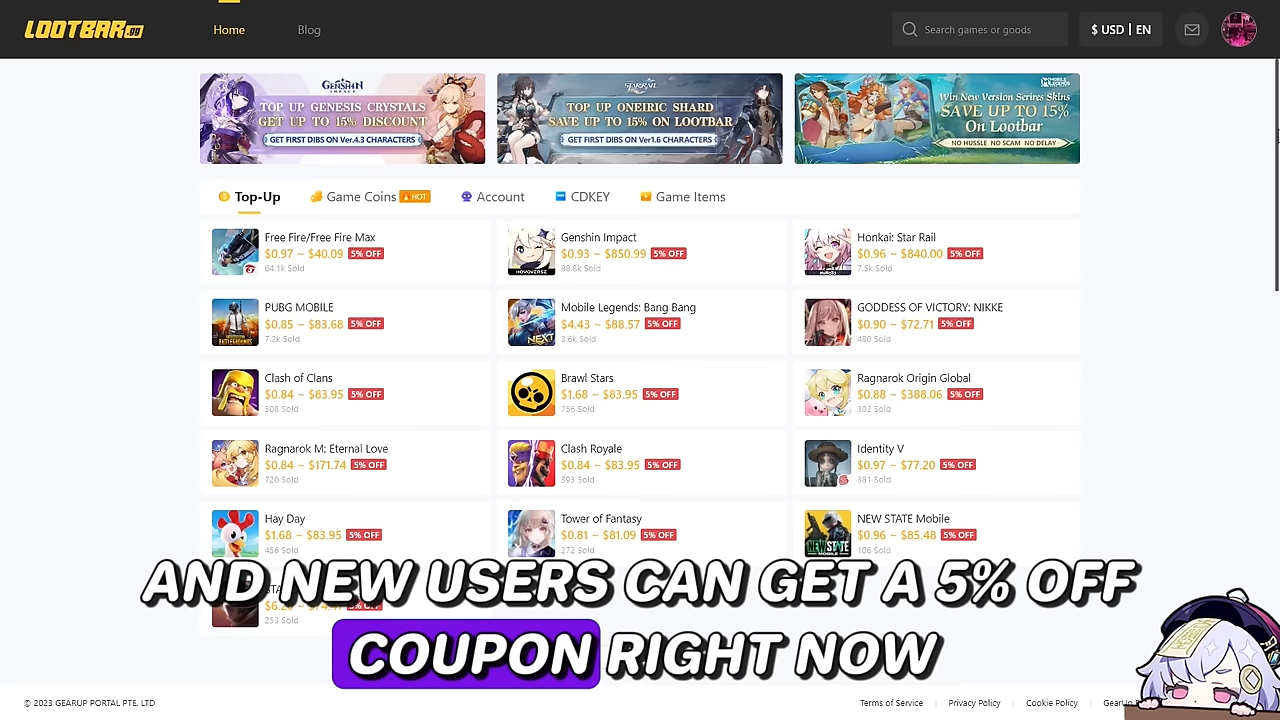 LOOTBAR.gg
Home
Blog
Search games or goods
$ USD | EN
GENSHIN
IMPACT
TOP UP GENESIS CRYSTALS
GET UP TO 15% DISCOUNT
GET FIRST DIBS ON Ver.4.3 CHARACTERS
TOP UP ONEIRIC SHARD
SAVE UP TO 15% ON LOOTBAR
GET FIRST DIBS ON Ver1.6 CHARACTERS
MOBILE
LEGENDS
Win New Version Serires Skins
SAVE UP TO 15%
On Lootbar
NO HUSSLE NO SCAM NO DELAY
Top-Up
Game Coins HOT
Account
CDKEY
Game Items
Free Fire/Free Fire Max
$0.97 ~ $40.09 5% OFF
64.1k Sold
Genshin Impact
$0.93 ~ $850.99 5% OFF
88.8k Sold
HOYOVERSE
Honkai: Star Rail
$0.96 ~ $840.00 5% OFF
7.5k Sold
PUBG MOBILE
$0.85 ~ $83.68 5% OFF
7.2k Sold
Mobile Legends: Bang Bang
$4.43 ~ $88.57 5% OFF
3.6k Sold
NEXT
GODDESS OF VICTORY: NIKKE
$0.90 ~ $72.71 5% OFF
480 Sold
Clash of Clans
$0.84 ~ $83.95 5% OFF
508 Sold
Brawl Stars
$1.68 ~ $83.95 5% OFF
756 Sold
Ragnarok Origin Global
$0.88 ~ $388.06 5% OFF
302 Sold
Ragnarok M: Eternal Love
$0.84 ~ $171.74 5% OFF
720 Sold
Clash Royale
$0.84 ~ $83.95 5% OFF
393 Sold
Identity V
$0.97 ~ $77.20 5% OFF
381 Sold
Hay Day
$1.68 ~ $83.95 5% OFF
456 Sold
Tower of Fantasy
$0.81 ~ $81.09 5% OFF
272 Sold
NEW STATE Mobile
$0.96 ~ $85.48 5% OFF
106 Sold
NEW STATE
MOBILE
253 Sold
AND NEW USERS CAN GET A 5% OFF
COUPON RIGHT NOW
© 2023 GEARUP PORTAL PTE. LTD
Terms of Service
Privacy Policy
Cookie Policy
GearUp